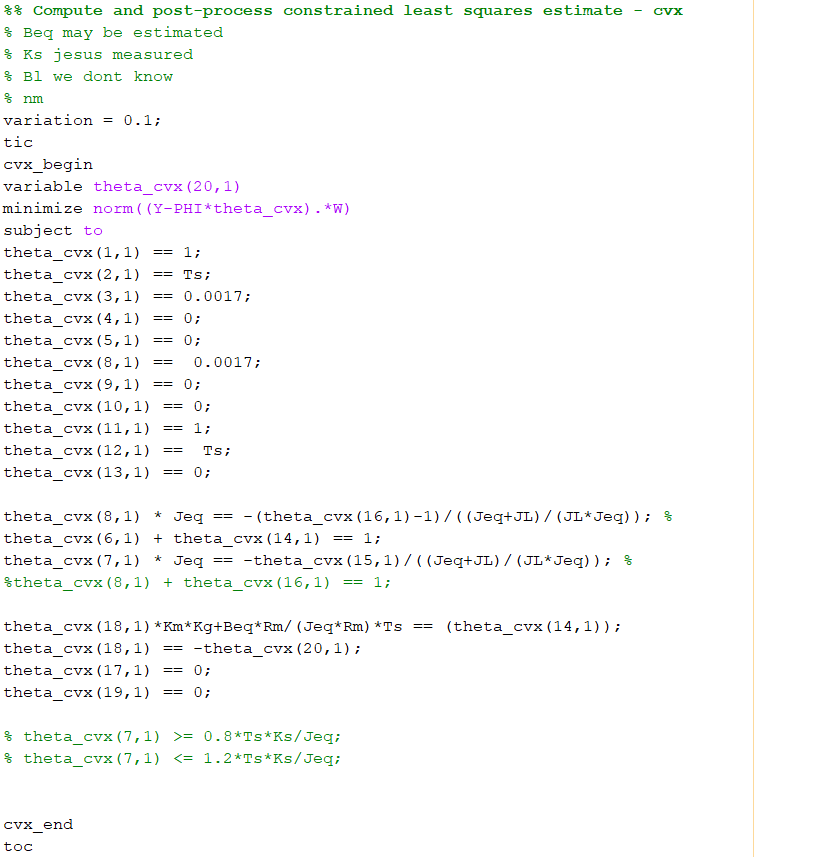 %% Compute and post-process constrained least squares estimate - cvx
% Beq may be estimated
% Ks jesus measured
% Bl we dont know
% nm
variation = 0.1;
tic
cvx_begin
variable theta_cvx(20,1)
minimize norm((Y-PHI*theta_cvx).*W)
subject to
theta_cvx(1,1) == 1;
theta_cvx(2,1) == Ts;
theta_cvx(3,1) == 0.0017;
theta_cvx(4,1) == 0;
theta_cvx(5,1) == 0;
theta_cvx(8,1) ==  0.0017;
theta_cvx(9,1) == 0;
theta_cvx(10,1) == 0;
theta_cvx(11,1) == 1;
theta_cvx(12,1) ==  Ts;
theta_cvx(13,1) == 0;
theta_cvx(8,1) * Jeq == -(theta_cvx(16,1)-1)/((Jeq+JL)/(JL*Jeq)); %
theta_cvx(6,1) + theta_cvx(14,1) == 1;
theta_cvx(7,1) * Jeq == -theta_cvx(15,1)/((Jeq+JL)/(JL*Jeq)); %
%theta_cvx(8,1) + theta_cvx(16,1) == 1;
theta_cvx(18,1)*Km*Kg+Beq*Rm/(Jeq*Rm)*Ts == (theta_cvx(14,1));
theta_cvx(18,1) == -theta_cvx(20,1);
theta_cvx(17,1) == 0;
theta_cvx(19,1) == 0;
% theta_cvx(7,1) >= 0.8*Ts*Ks/Jeq;
% theta_cvx(7,1) <= 1.2*Ts*Ks/Jeq;
cvx_end
toc